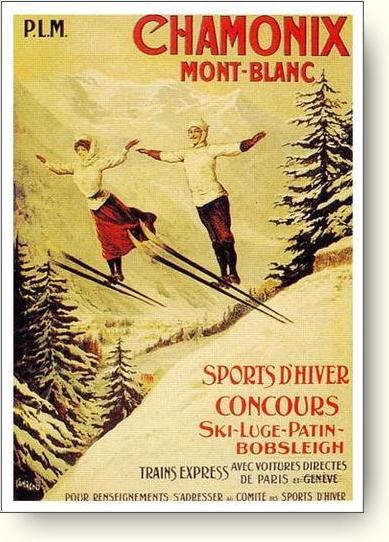 P.L.M.
CHAMONIX
MONT-BLANC
SPORTS D'HIVER
CONCOURS
SKI-LUGE-PATIN-
BOBSLEIGH
TRAINS EXPRESS AVEC VOITURES DIRECTES
DE PARIS ET GENÈVE
POUR RENSEIGNEMENTS S'ADRESSER AU COMITÉ DES SPORTS D'HIVER